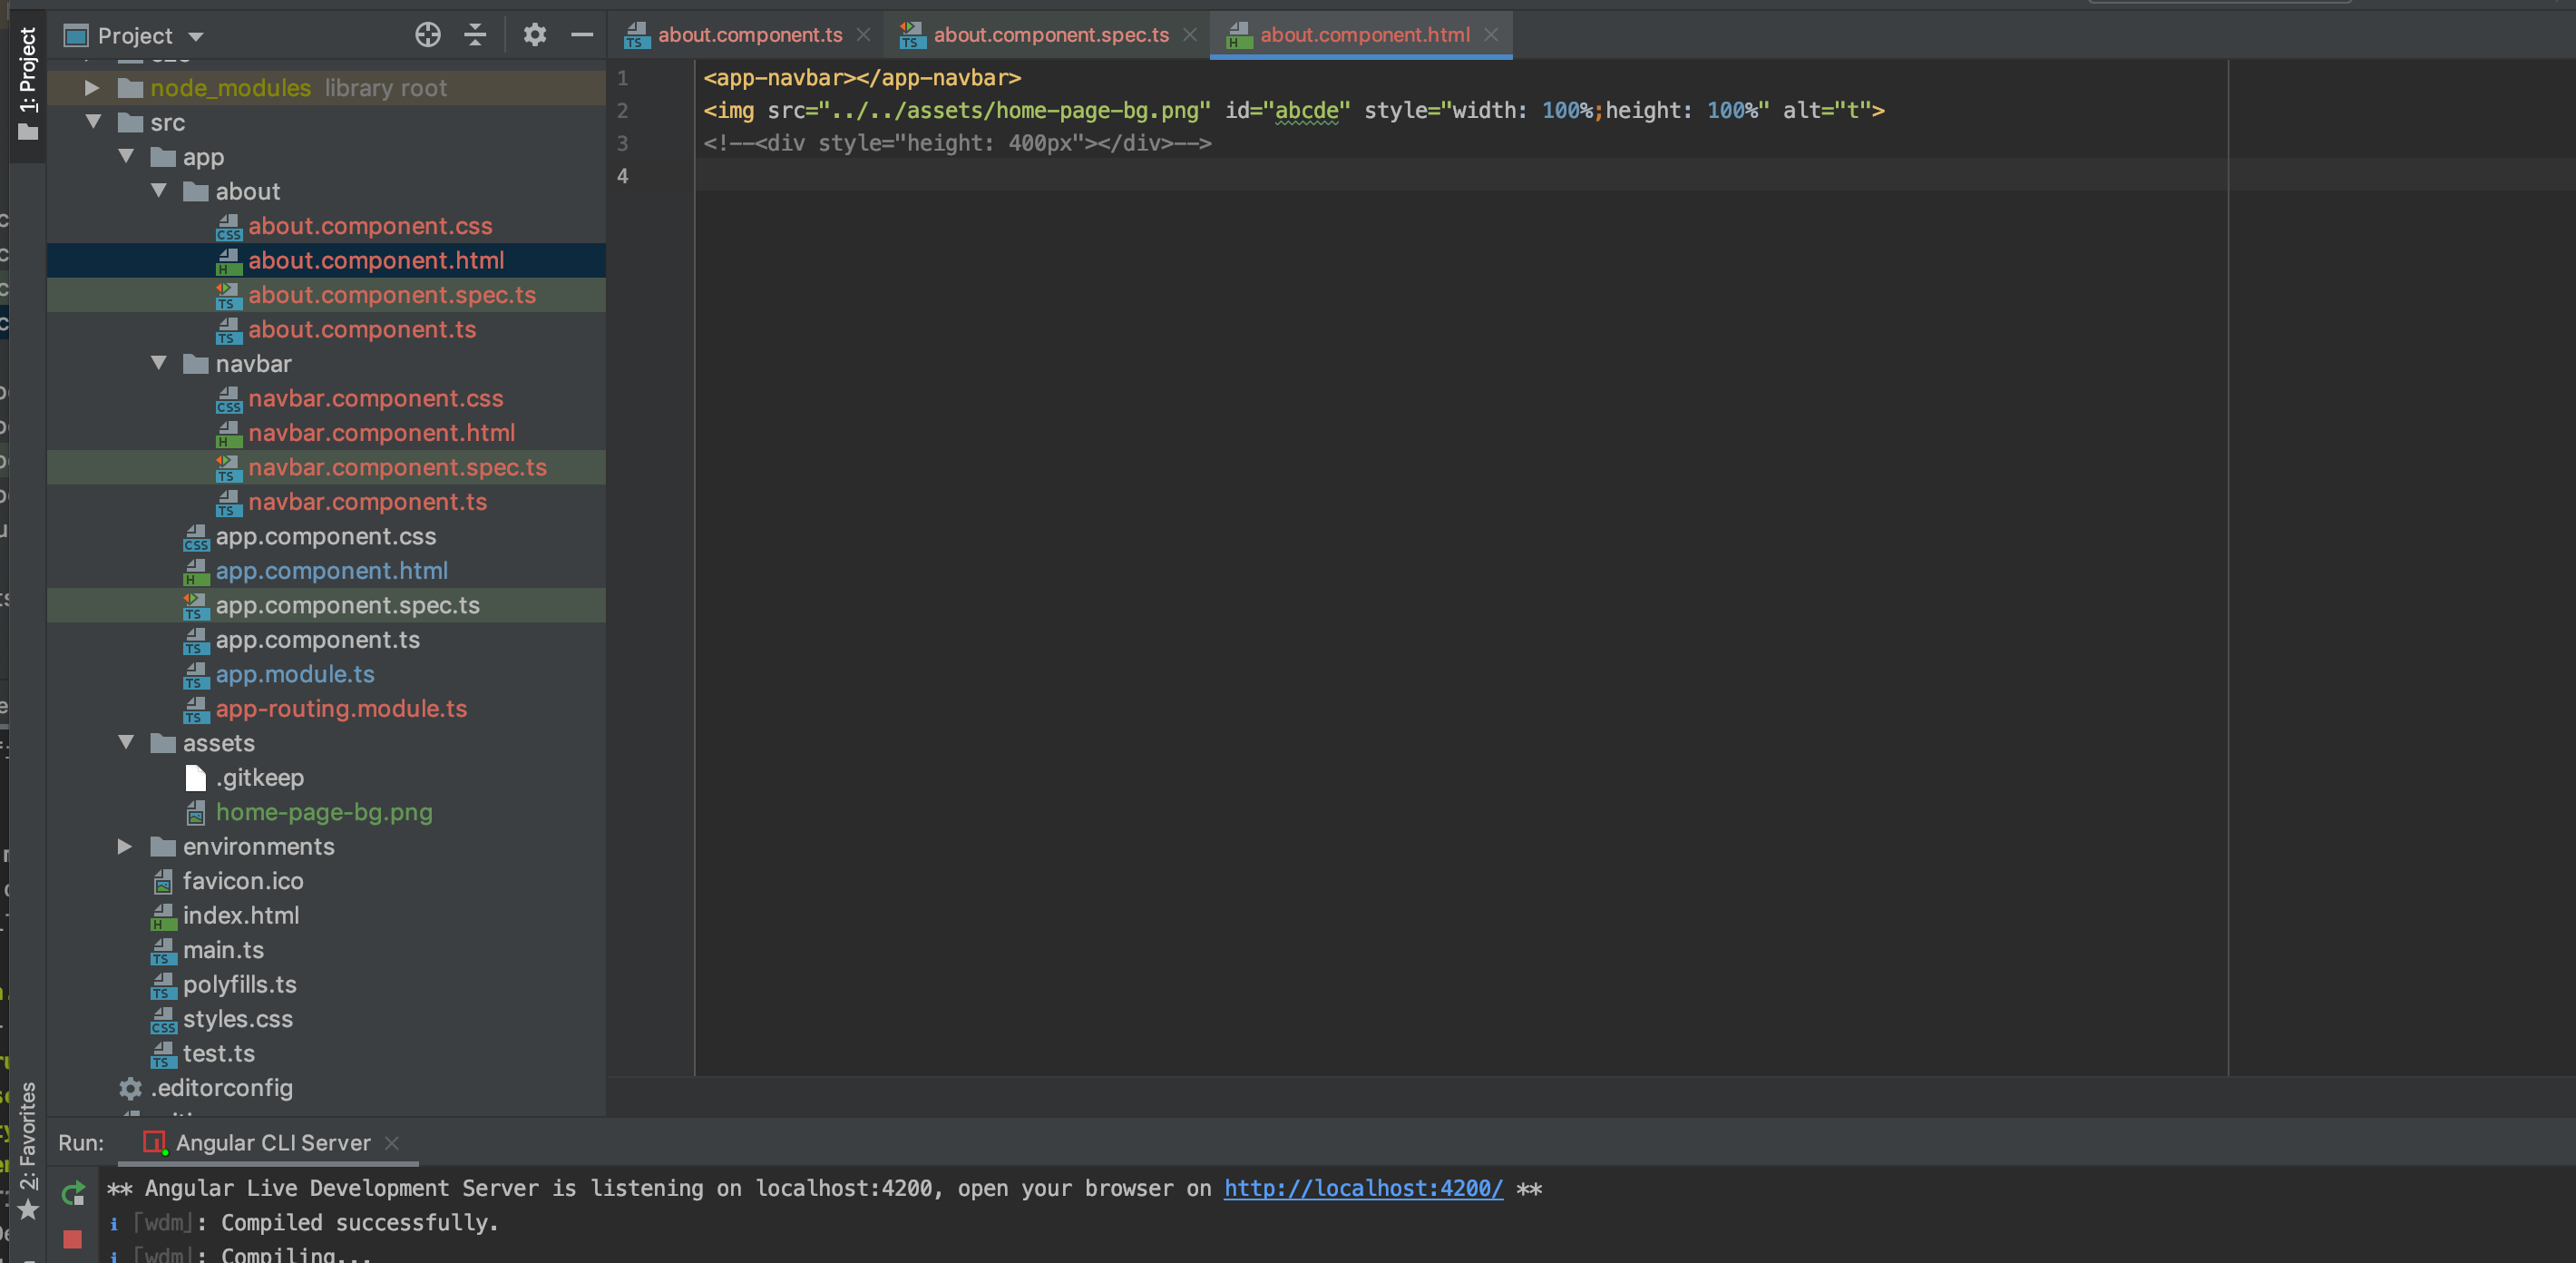 1: Project
Project
node_modules library root
src
app
about
about.component.css
about.component.html
about.component.spec.ts
about.component.ts
navbar
navbar.component.css
navbar.component.html
navbar.component.spec.ts
navbar.component.ts
app.component.css
app.component.html
app.component.spec.ts
app.component.ts
app.module.ts
app-routing.module.ts
assets
.gitkeep
home-page-bg.png
environments
favicon.ico
index.html
main.ts
polyfills.ts
styles.css
test.ts
.editorconfig
2: Favorites
about.component.ts
about.component.spec.ts
about.component.html
1 <app-navbar></app-navbar>
2 <img src="../../assets/home-page-bg.png" id="abcde" style="width: 100%;height: 100%" alt="t">
3 <!--<div style="height: 400px"></div>-->
4
Run: Angular CLI Server
** Angular Live Development Server is listening on localhost:4200, open your browser on http://localhost:4200/ **
i ｢wdm｣: Compiled successfully.
i ｢wdm｣: Compiling...